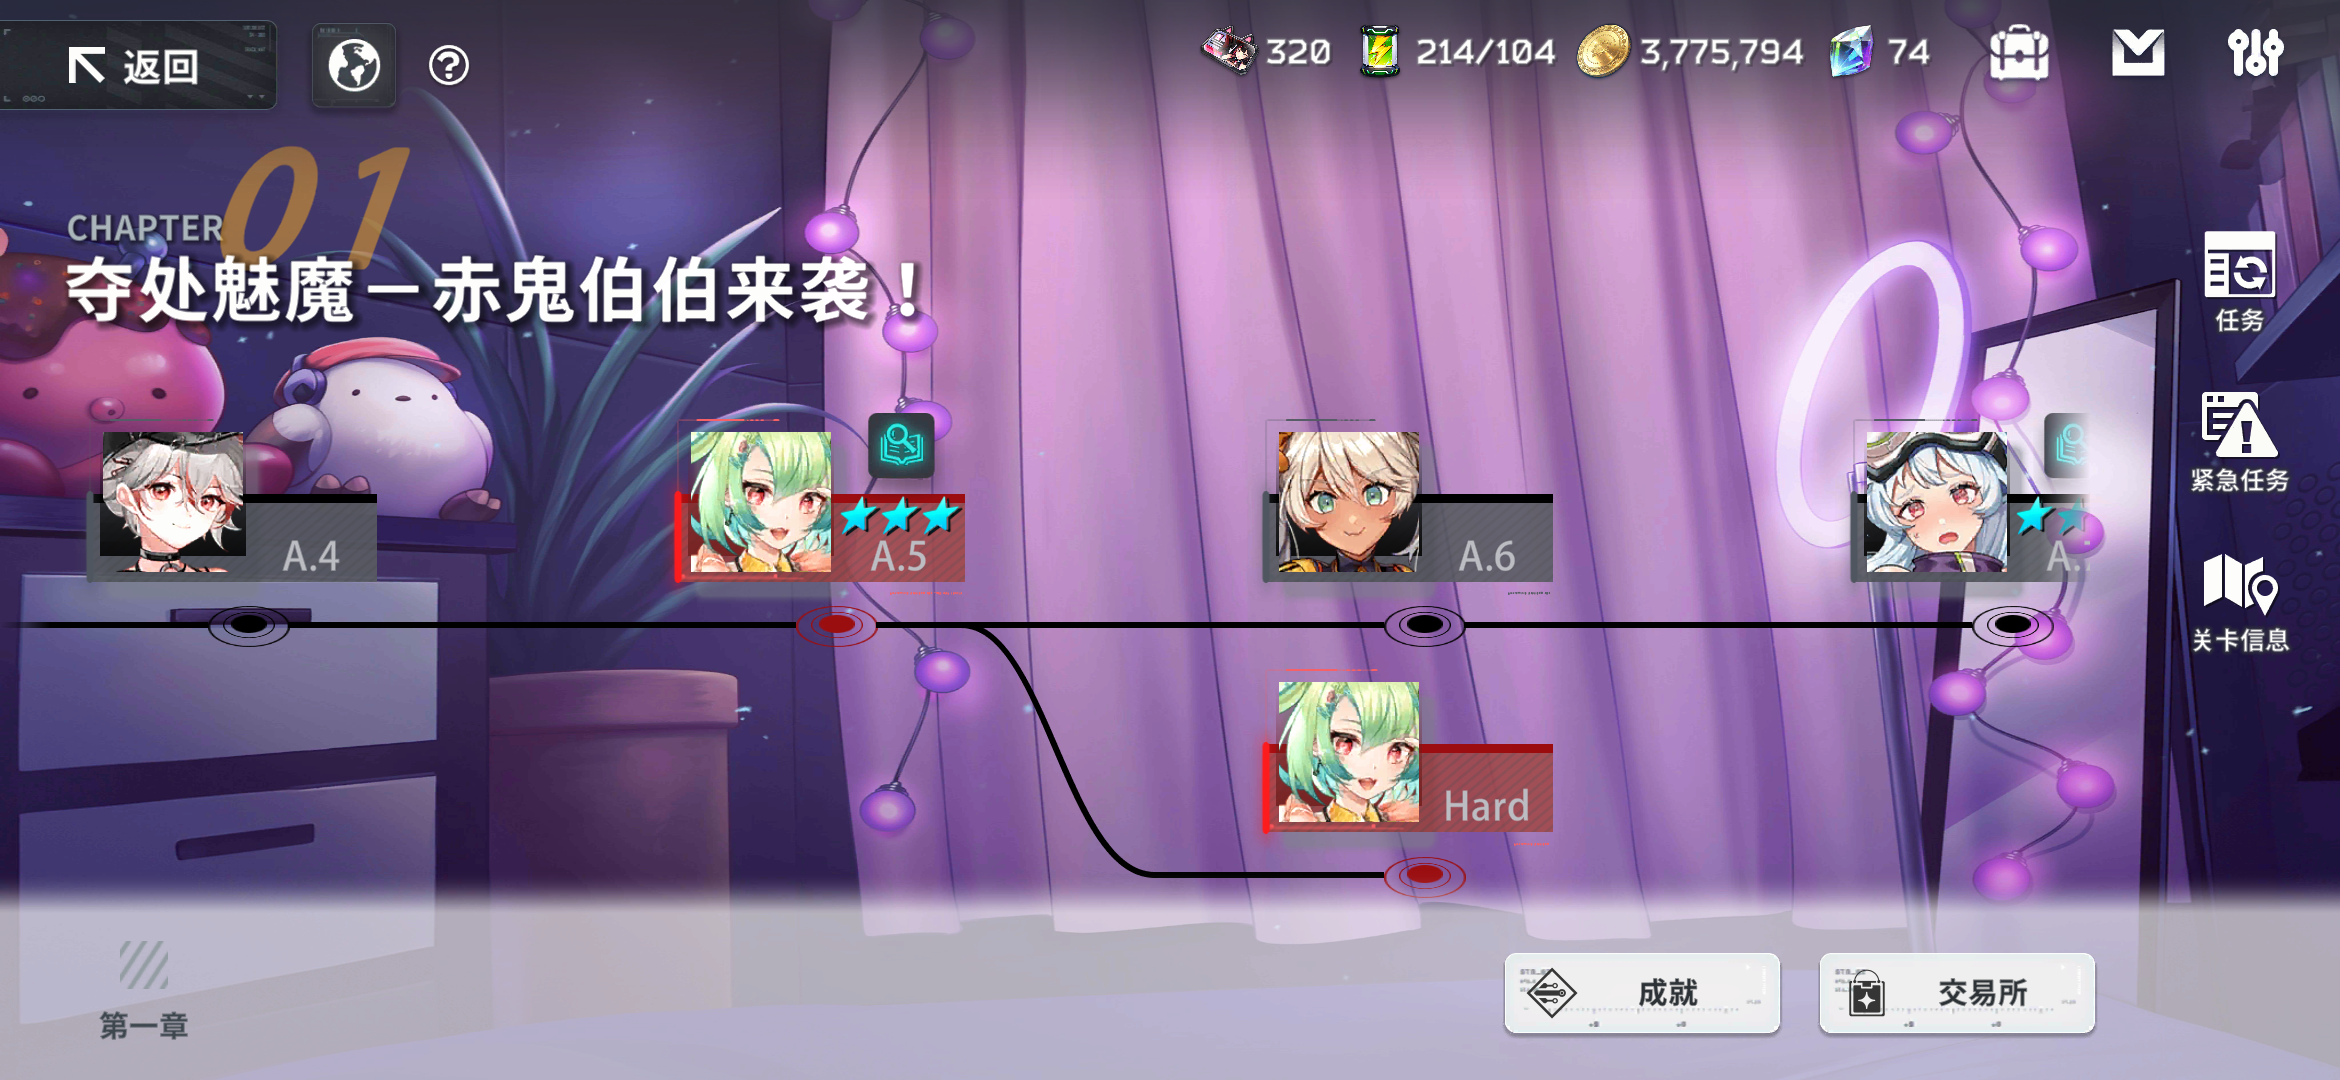 返回
320
214/104
3,775,794
74
CHAPTER 01
夺处魅魔－赤鬼伯伯来袭！
任务
紧急任务
关卡信息
A.4
A.5
A.6
A.
Hard
第一章
成就
交易所